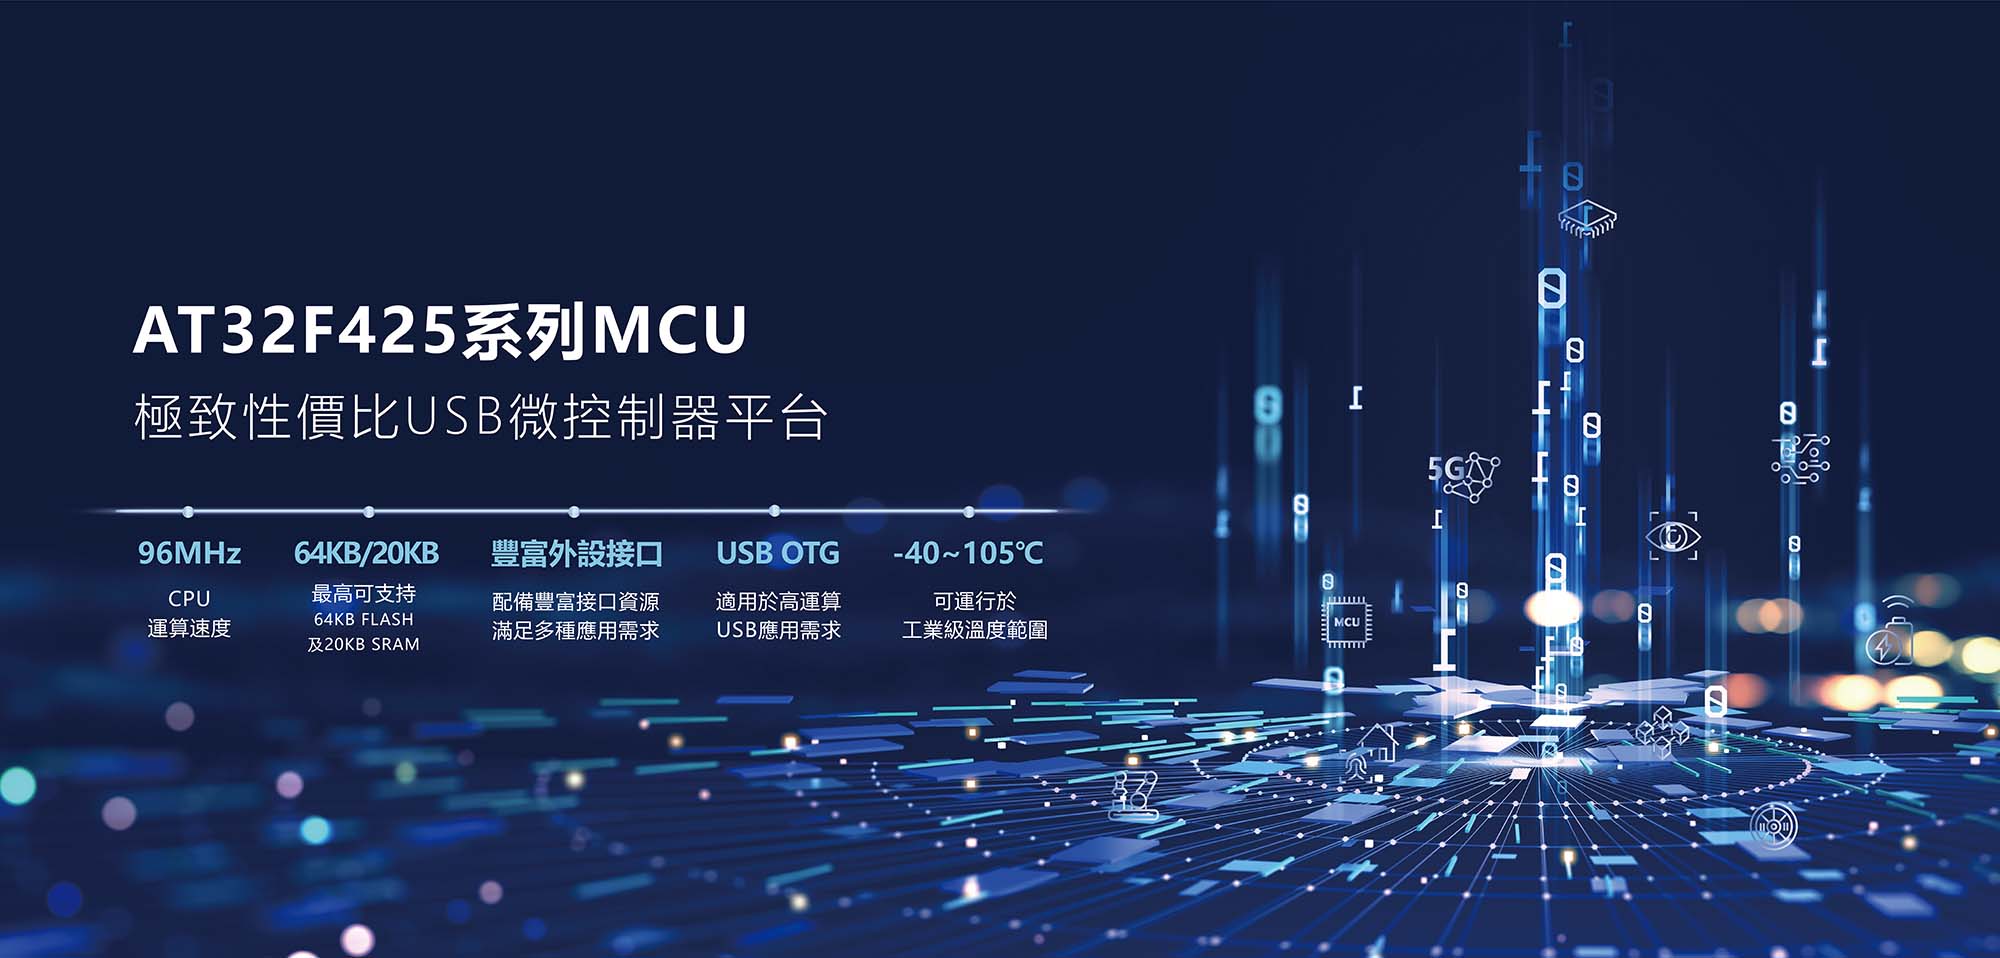 AT32F425系列MCU
極致性價比USB微控制器平台
96MHz
CPU
運算速度
64KB/20KB
最高可支持
64KB FLASH
及20KB SRAM
豐富外設接口
配備豐富接口資源
滿足多種應用需求
USB OTG
適用於高運算
USB應用需求
-40~105℃
可運行於
工業級溫度範圍
5G
MCU